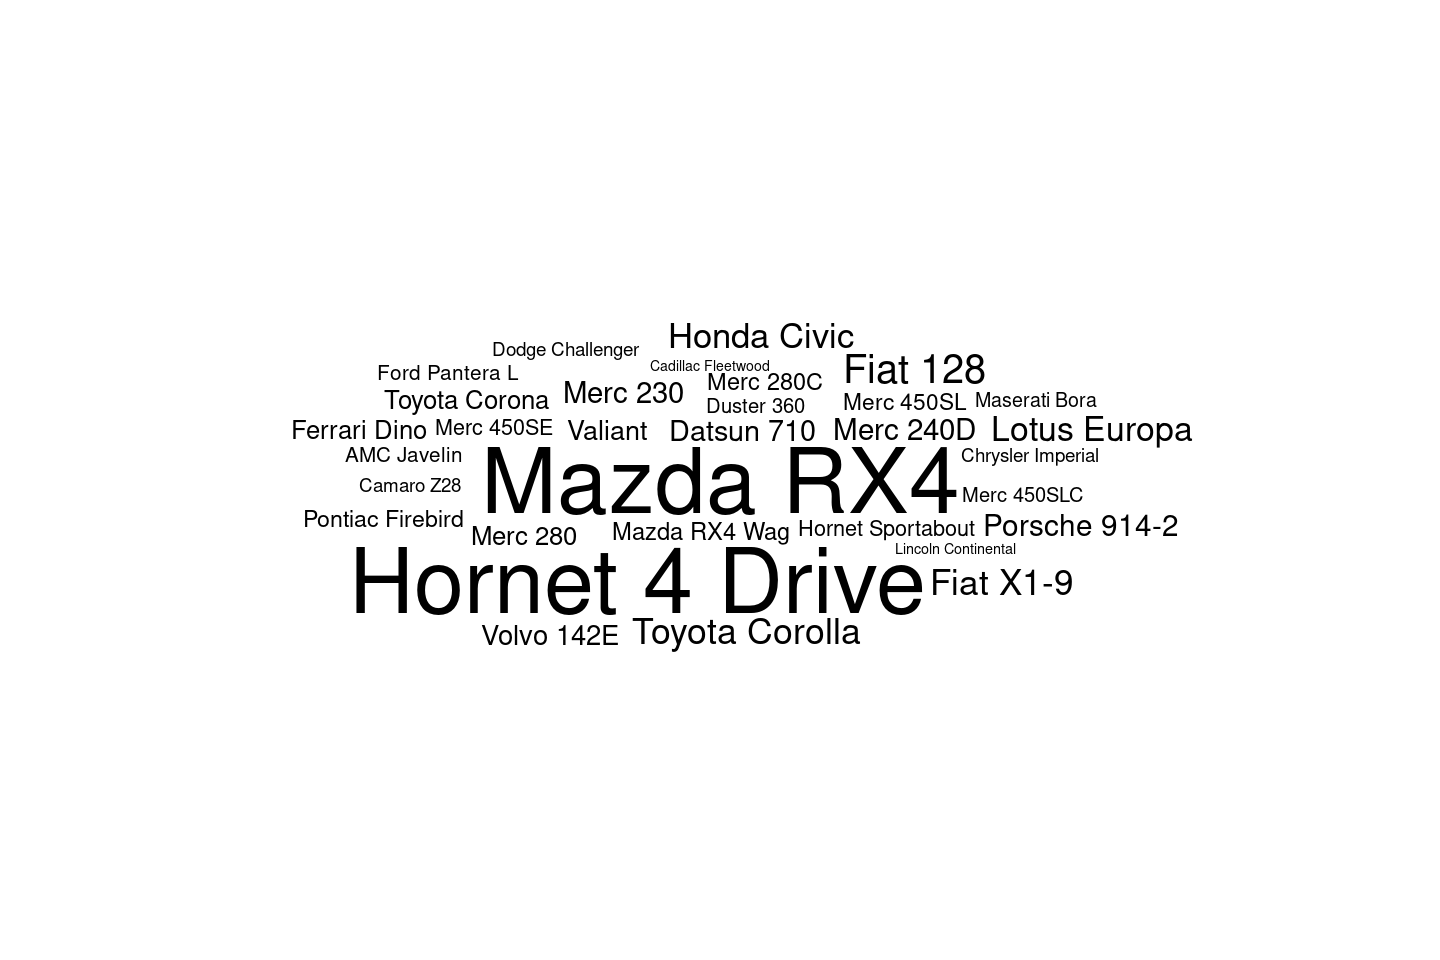 Honda Civic
Dodge Challenger
Cadillac Fleetwood
Fiat 128
Ford Pantera L
Merc 280C
Merc 230
Toyota Corona
Duster 360
Merc 450SL
Maserati Bora
Ferrari Dino
Merc 450SE
Valiant
Datsun 710
Merc 240D
Lotus Europa
AMC Javelin
Chrysler Imperial
Mazda RX4
Camaro Z28
Merc 450SLC
Pontiac Firebird
Merc 280
Mazda RX4 Wag
Hornet Sportabout
Porsche 914-2
Lincoln Continental
Hornet 4 Drive
Fiat X1-9
Volvo 142E
Toyota Corolla